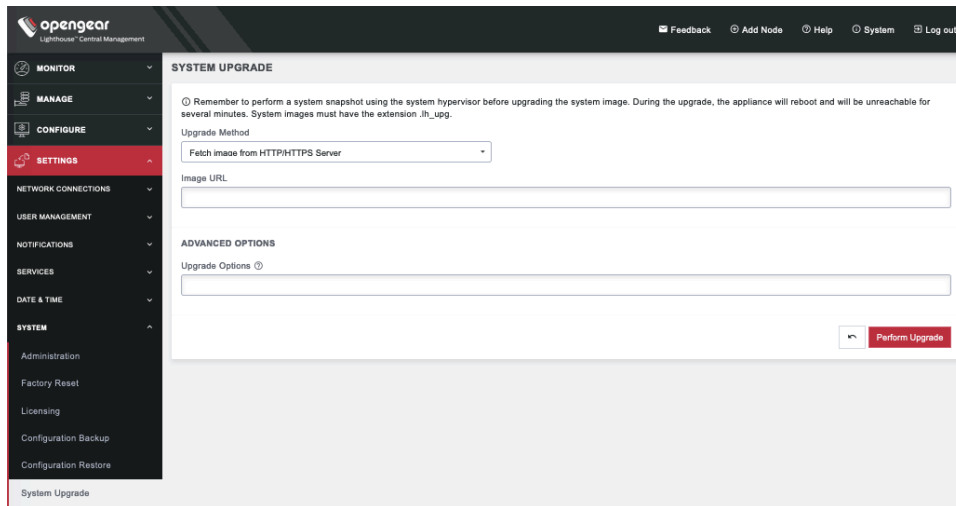 opengear
Lighthouse™ Central Management
Feedback
Add Node
Help
System
Log out
MONITOR
MANAGE
CONFIGURE
SETTINGS
NETWORK CONNECTIONS
USER MANAGEMENT
NOTIFICATIONS
SERVICES
DATE & TIME
SYSTEM
Administration
Factory Reset
Licensing
Configuration Backup
Configuration Restore
System Upgrade
SYSTEM UPGRADE
Remember to perform a system snapshot using the system hypervisor before upgrading the system image. During the upgrade, the appliance will reboot and will be unreachable for
several minutes. System images must have the extension .lh_upg.
Upgrade Method
Fetch image from HTTP/HTTPS Server
Image URL
ADVANCED OPTIONS
Upgrade Options
Perform Upgrade